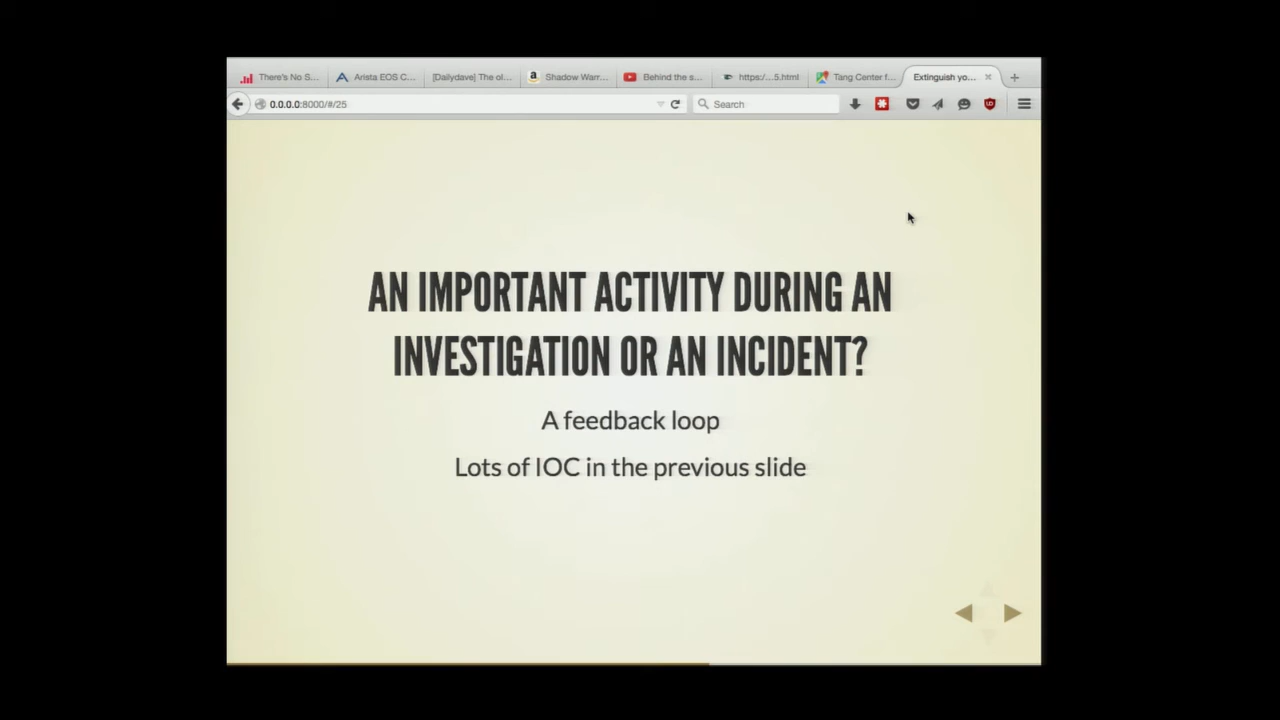 There's No S...
Arista EOS C...
[Dailydave] The ol...
Shadow Warr...
Behind the s...
https:/....5.html
Tang Center f...
Extinguish yo...
0.0.0.0:8000/#/25
Search
AN IMPORTANT ACTIVITY DURING AN
INVESTIGATION OR AN INCIDENT?
A feedback loop
Lots of IOC in the previous slide